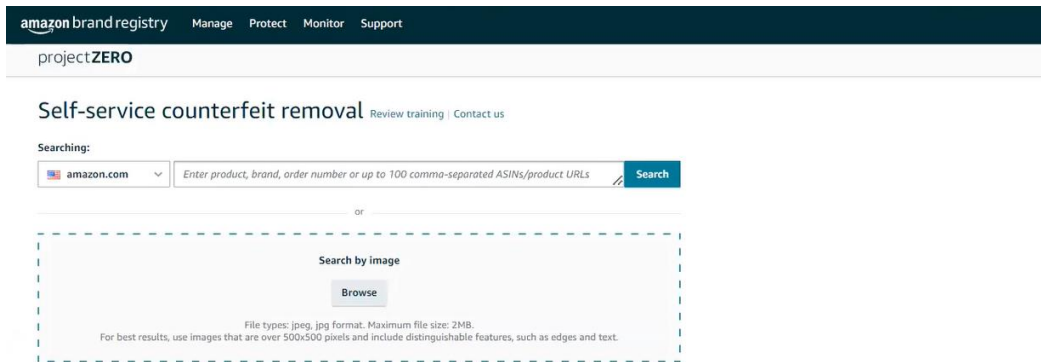 amazon brand registry Manage Protect Monitor Support
projectZERO
Self-service counterfeit removal Review training | Contact us
Searching:
amazon.com Enter product, brand, order number or up to 100 comma-separated ASINs/product URLs Search
or
Search by image
Browse
File types: jpeg, jpg format. Maximum file size: 2MB.
For best results, use images that are over 500x500 pixels and include distinguishable features, such as edges and text.